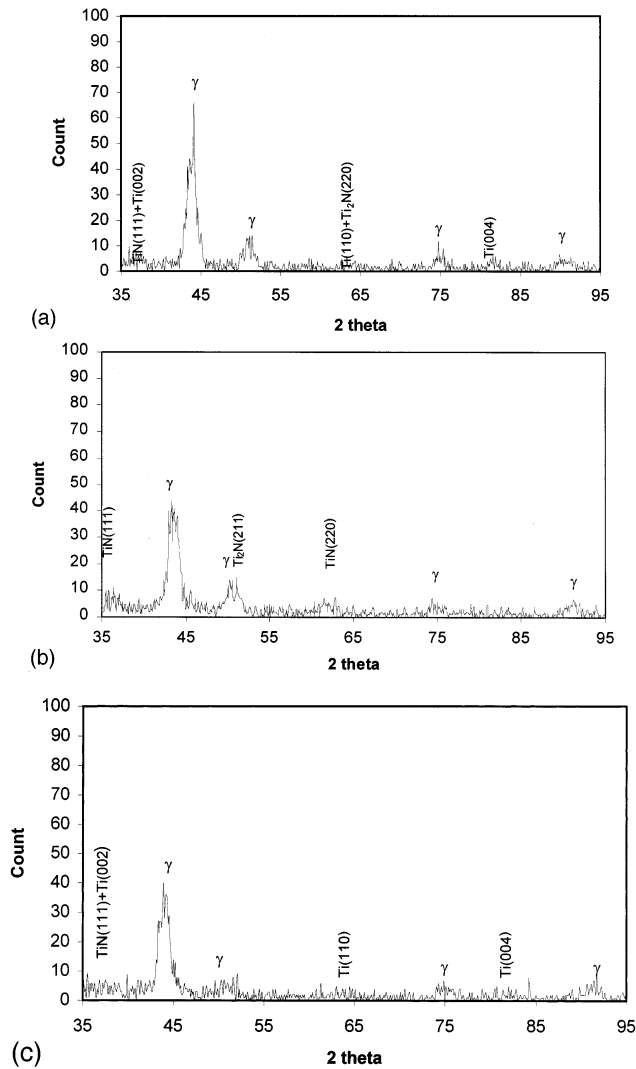 100
90
80
70
60
50
40
30
20
10
0
Count
TiN(111)+Ti(002)
γ
γ
Ti(110)+Ti₂N(220)
γ
Ti(004)
γ
35 45 55 65 75 85 95
2 theta
(a)
100
90
80
70
60
50
40
30
20
10
0
Count
TiN(111)
γ
γ
Ti₂N(211)
TiN(220)
γ
γ
35 45 55 65 75 85 95
2 theta
(b)
100
90
80
70
60
50
40
30
20
10
0
Count
TiN(111)+Ti(002)
γ
γ
Ti(110)
γ
Ti(004)
γ
35 45 55 65 75 85 95
2 theta
(c)